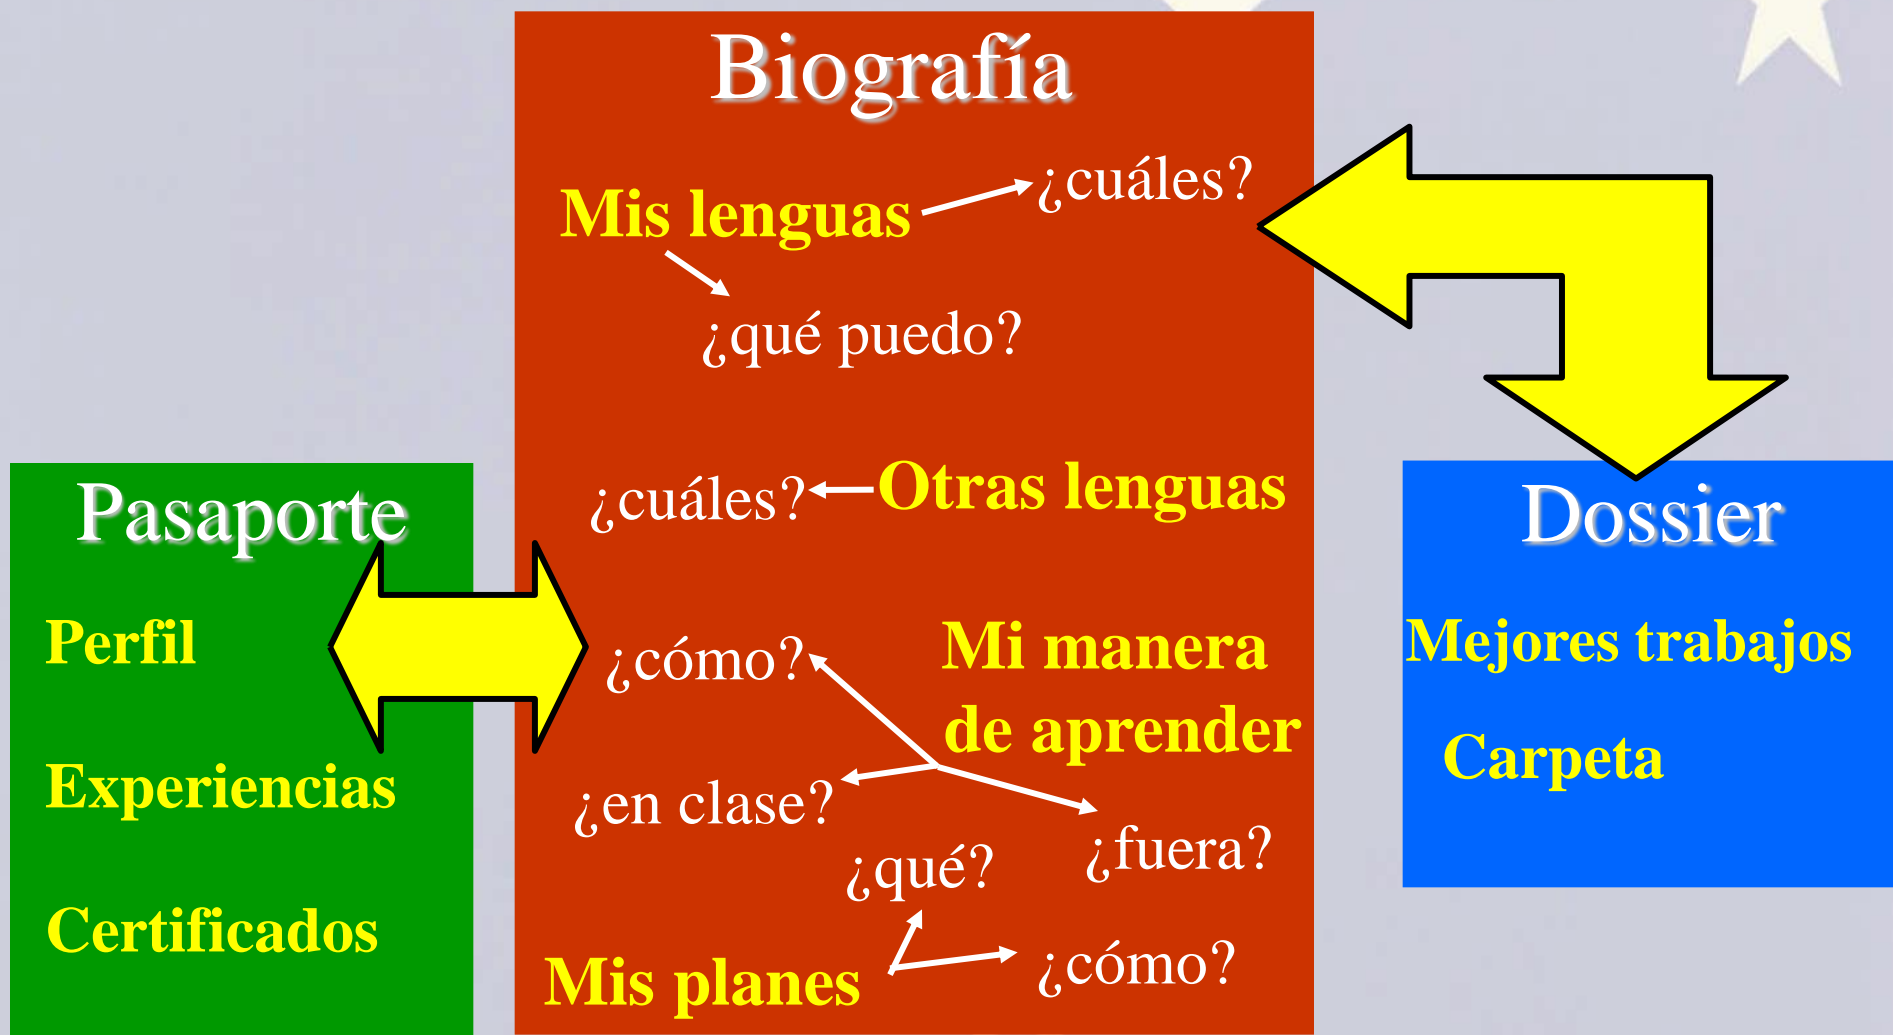 Biografía
Mis lenguas
¿cuáles?
¿qué puedo?
¿cuáles?
Otras lenguas
¿cómo?
Mi manera
de aprender
¿en clase?
¿fuera?
¿qué?
Mis planes
¿cómo?
Pasaporte
Perfil
Experiencias
Certificados
Dossier
Mejores trabajos
Carpeta